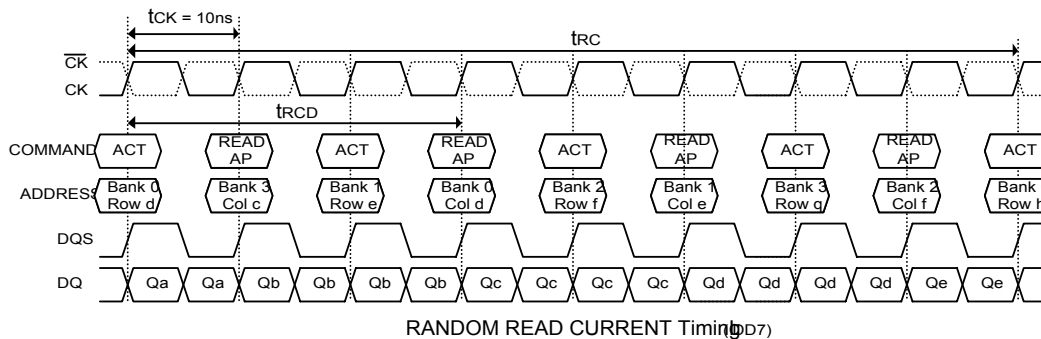 tCK = 10ns
tRC
CK
CK
tRCD
COMMAND ACT READ AP ACT READ AP ACT READ AP ACT READ AP ACT
ADDRESS Bank 0 Row d Bank 3 Col c Bank 1 Row e Bank 0 Col d Bank 2 Row f Bank 1 Col e Bank 3 Row q Bank 2 Col f Bank Row h
DQS
DQ Qa Qa Qb Qb Qb Qb Qc Qc Qc Qc Qd Qd Qd Qd Qe Qe
RANDOM READ CURRENT Timing (IDD7)